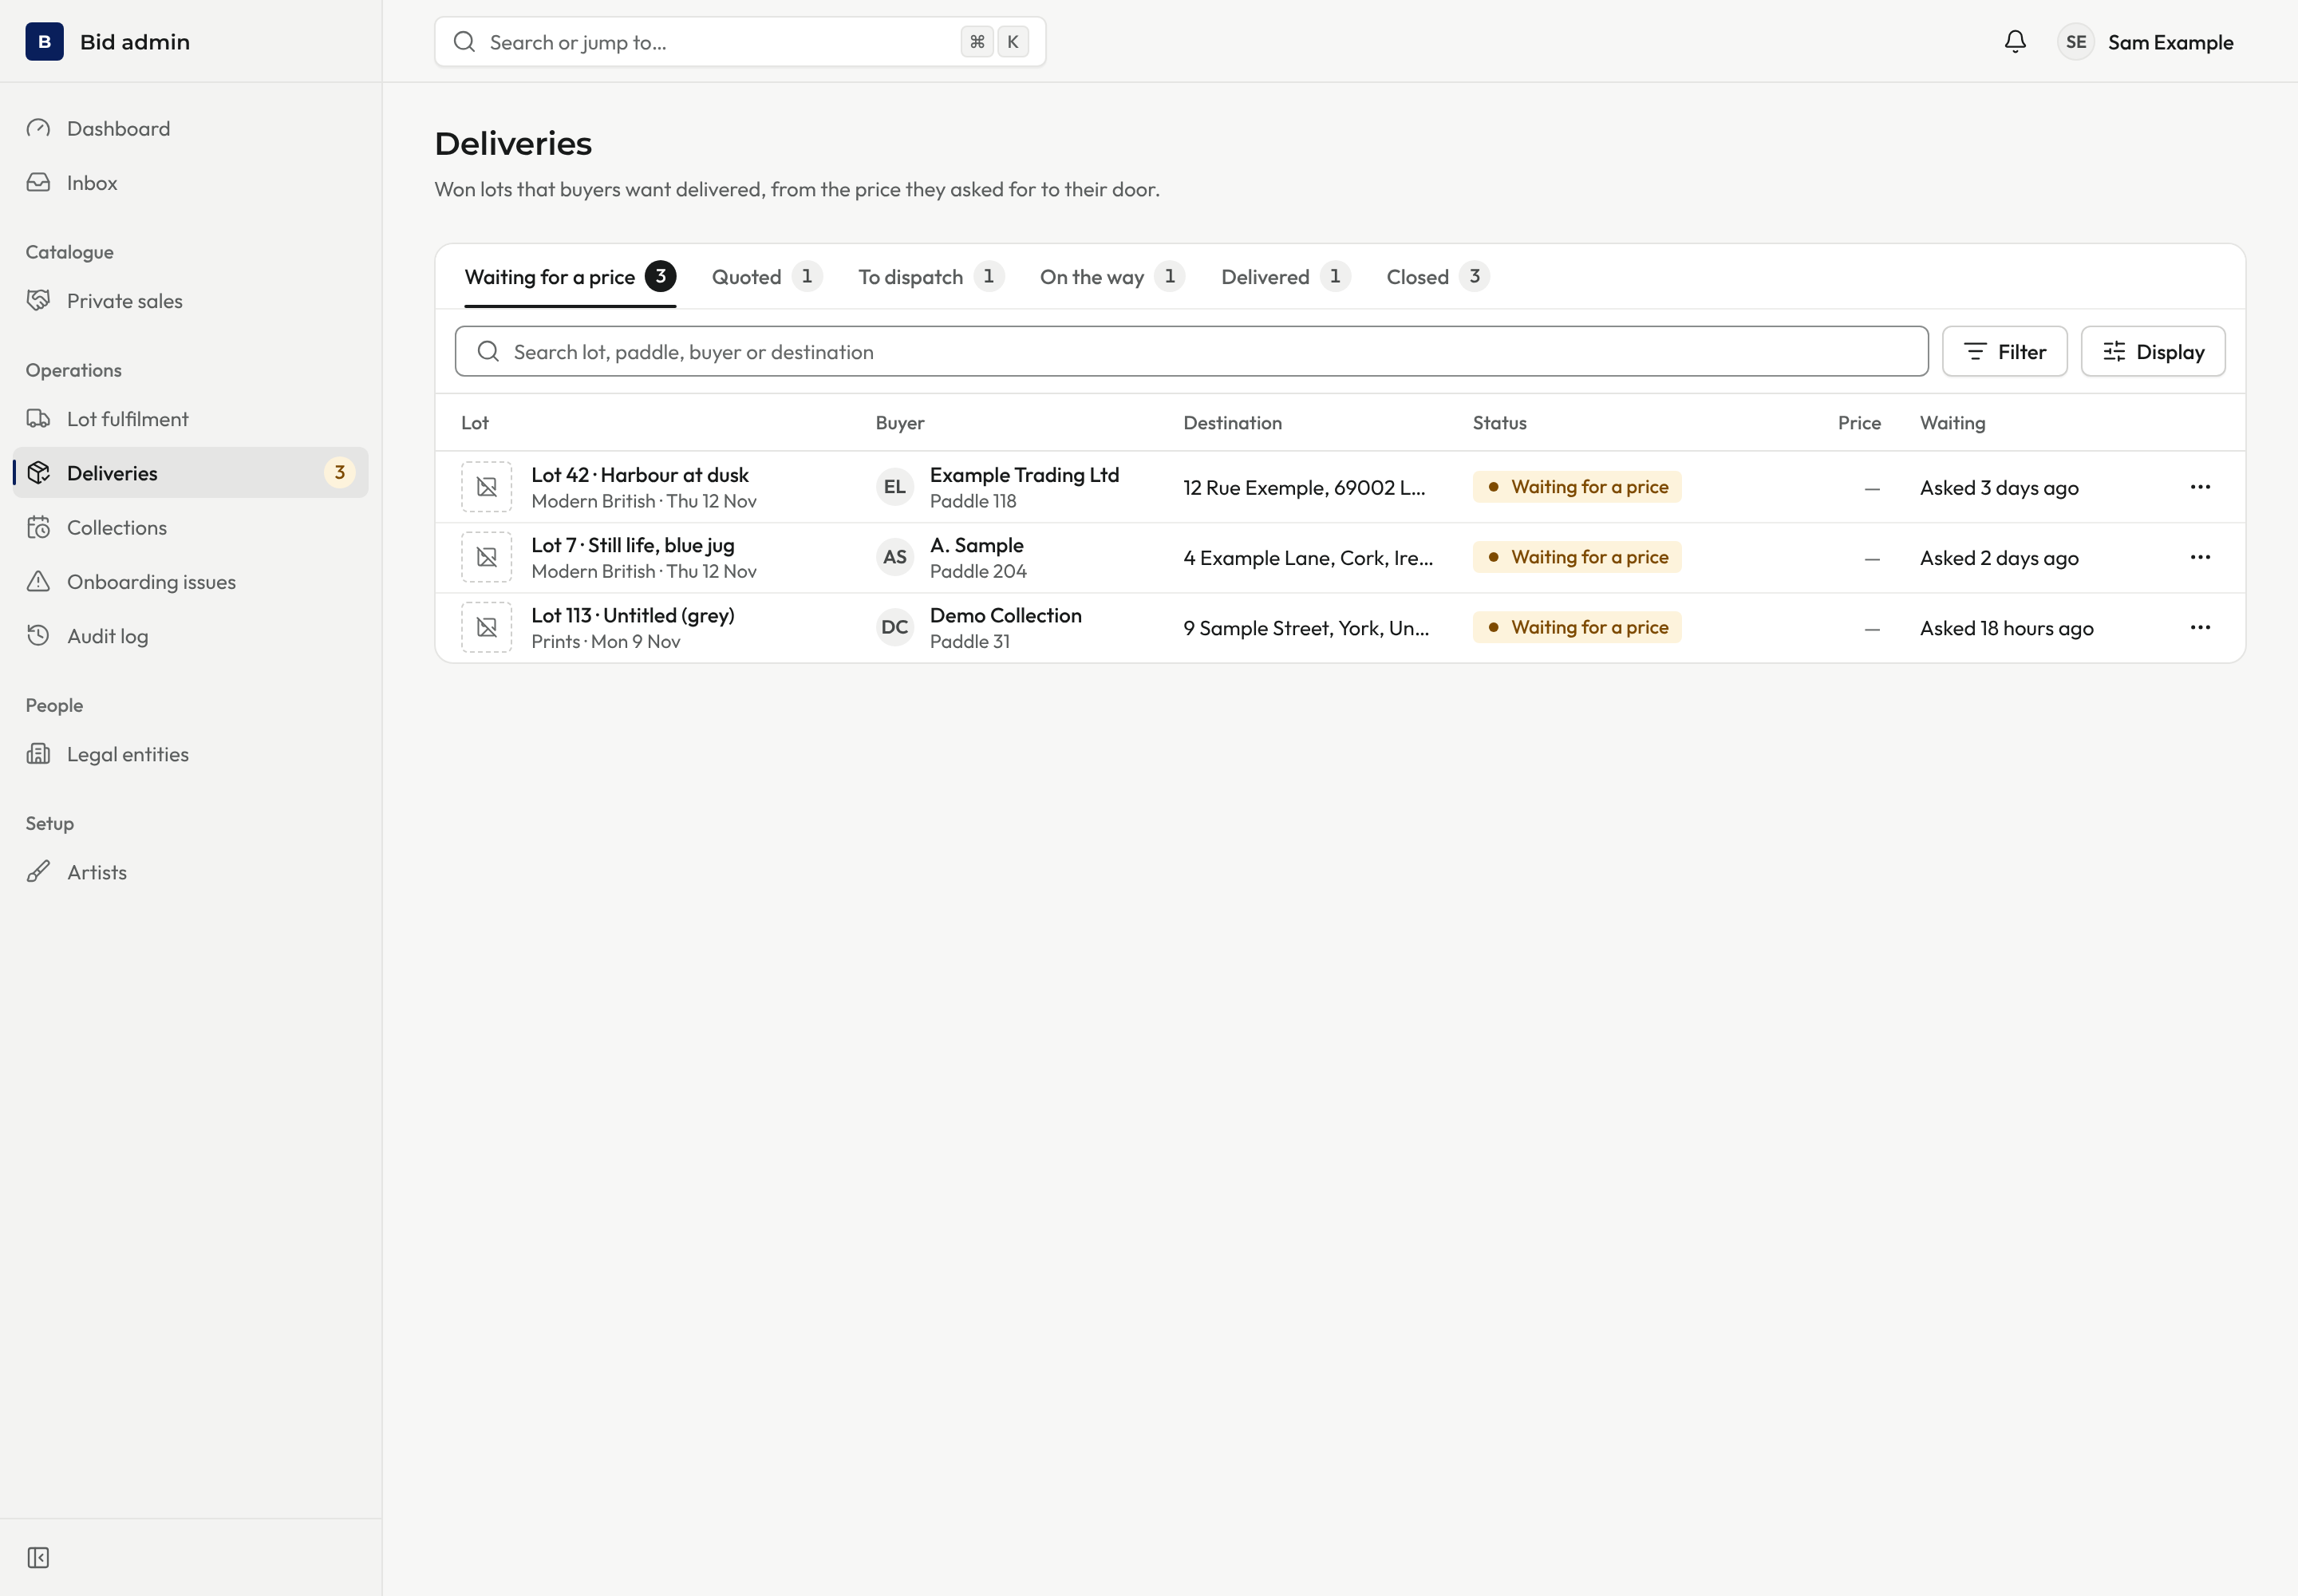 B Bid admin
Search or jump to...
⌘ K
SE Sam Example
Dashboard
Inbox
Catalogue
Private sales
Operations
Lot fulfilment
Deliveries 3
Collections
Onboarding issues
Audit log
People
Legal entities
Setup
Artists
Deliveries
Won lots that buyers want delivered, from the price they asked for to their door.
Waiting for a price 3 Quoted 1 To dispatch 1 On the way 1 Delivered 1 Closed 3
Search lot, paddle, buyer or destination
Filter
Display
Lot Buyer Destination Status Price Waiting
Lot 42 · Harbour at dusk
Modern British · Thu 12 Nov
EL Example Trading Ltd
Paddle 118
12 Rue Exemple, 69002 L...
Waiting for a price
—
Asked 3 days ago
Lot 7 · Still life, blue jug
Modern British · Thu 12 Nov
AS A. Sample
Paddle 204
4 Example Lane, Cork, Ire...
Waiting for a price
—
Asked 2 days ago
Lot 113 · Untitled (grey)
Prints · Mon 9 Nov
DC Demo Collection
Paddle 31
9 Sample Street, York, Un...
Waiting for a price
—
Asked 18 hours ago